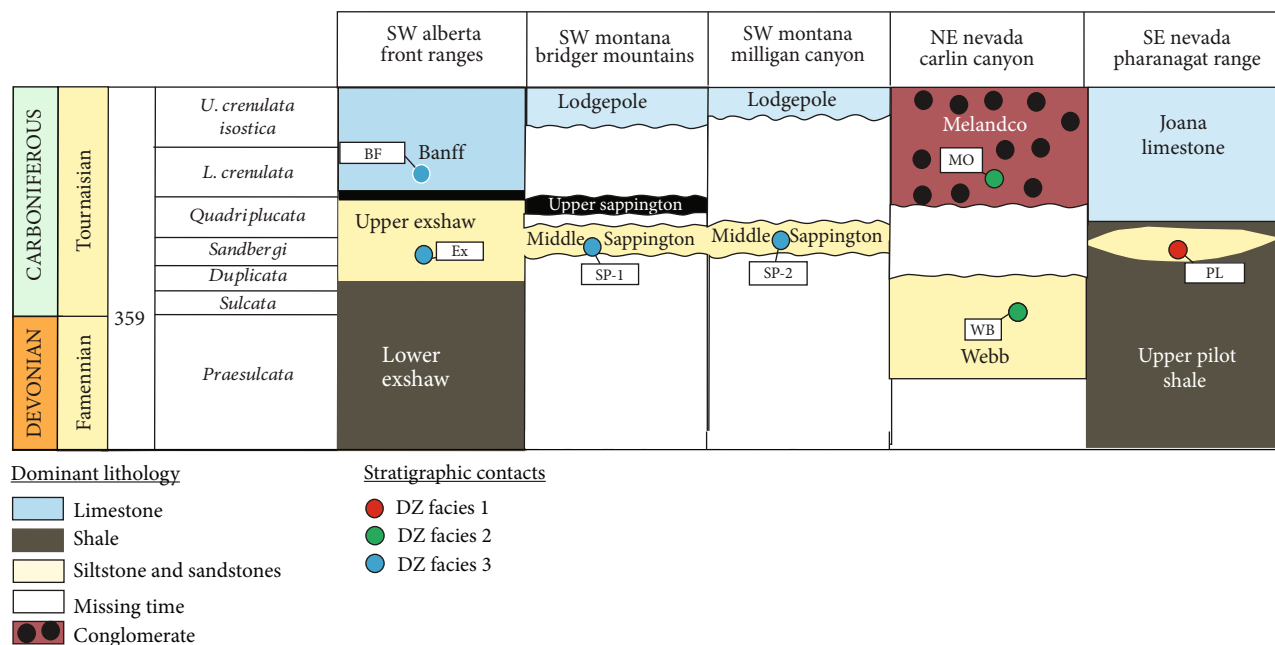 SW alberta
front ranges
SW montana
bridger mountains
SW montana
milligan canyon
NE nevada
carlin canyon
SE nevada
pharanagat range
CARBONIFEROUS
DEVONIAN
Tournaisian
Famennian
359
U. crenulata
isostica
L. crenulata
Quadriplucata
Sandbergi
Duplicata
Sulcata
Praesulcata
BF
Banff
Upper exshaw
Ex
Lower
exshaw
Lodgepole
Upper sappington
Middle Sappington
SP-1
Lodgepole
Middle Sappington
SP-2
Melandco
MO
WB
Webb
Joana
limestone
PL
Upper pilot
shale
Dominant lithology
Limestone
Shale
Siltstone and sandstones
Missing time
Conglomerate
Stratigraphic contacts
DZ facies 1
DZ facies 2
DZ facies 3